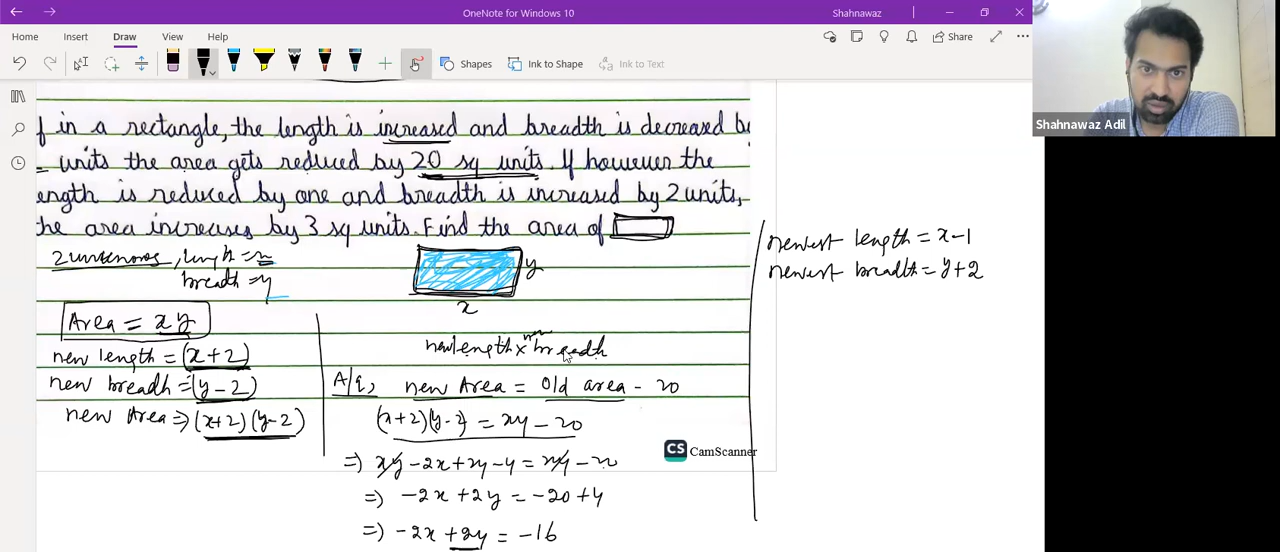 OneNote for Windows 10
Shahnawaz
Home Insert Draw View Help
Share
Shapes
Ink to Shape
Ink to Text
Shahnawaz Adil
in a rectangle, the length is increased and breadth is decreased b
units the area gets reduced by 20 sq units. If however the
ength is reduced by one and breadth is increased by 2 units,
he area increases by 3 sq units. Find the area of
2 unknowns, length = x
breadth = y
y
x
Area = xy
new length = (x+2)
new breadh = (y-2)
new Area => (x+2) (y-2)
new length x new breadth
A/q, new Area = Old area - 20
(x+2)(y-2) = xy - 20
=) xy - 2x + 2y - 4 = xy - 20
=) -2x + 2y = -20 + 4
=) -2x + 2y = -16
CS CamScanner
newest length = x-1
newest breadth = y+2